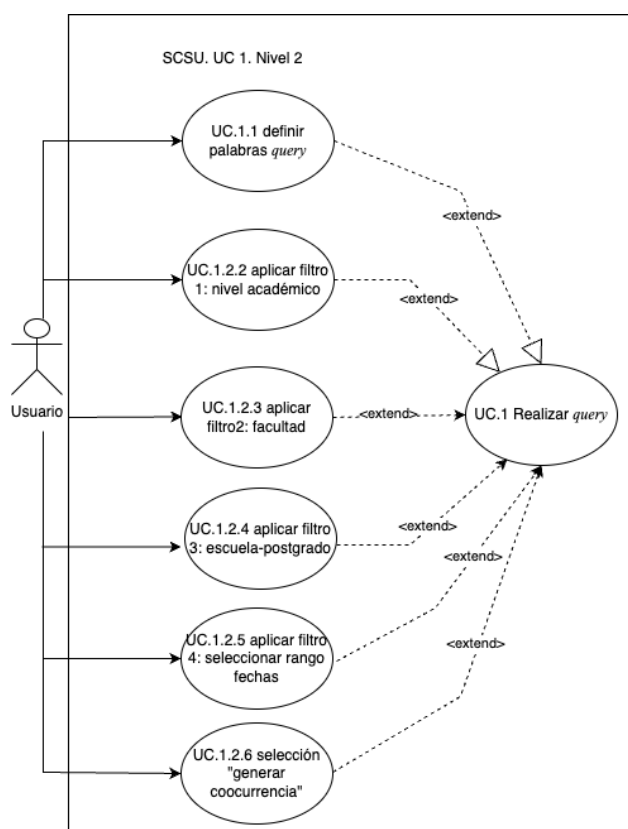 SCSU. UC 1. Nivel 2
UC.1.1 definir
palabras query
<extend>
UC.1.2.2 aplicar filtro
1: nivel académico
<extend>
Usuario
UC.1.2.3 aplicar
filtro2: facultad
<extend>
UC.1 Realizar query
UC.1.2.4 aplicar filtro
3: escuela-postgrado
<extend>
<extend>
UC.1.2.5 aplicar filtro
4: seleccionar rango
fechas
<extend>
UC.1.2.6 selección
"generar
coocurrencia"